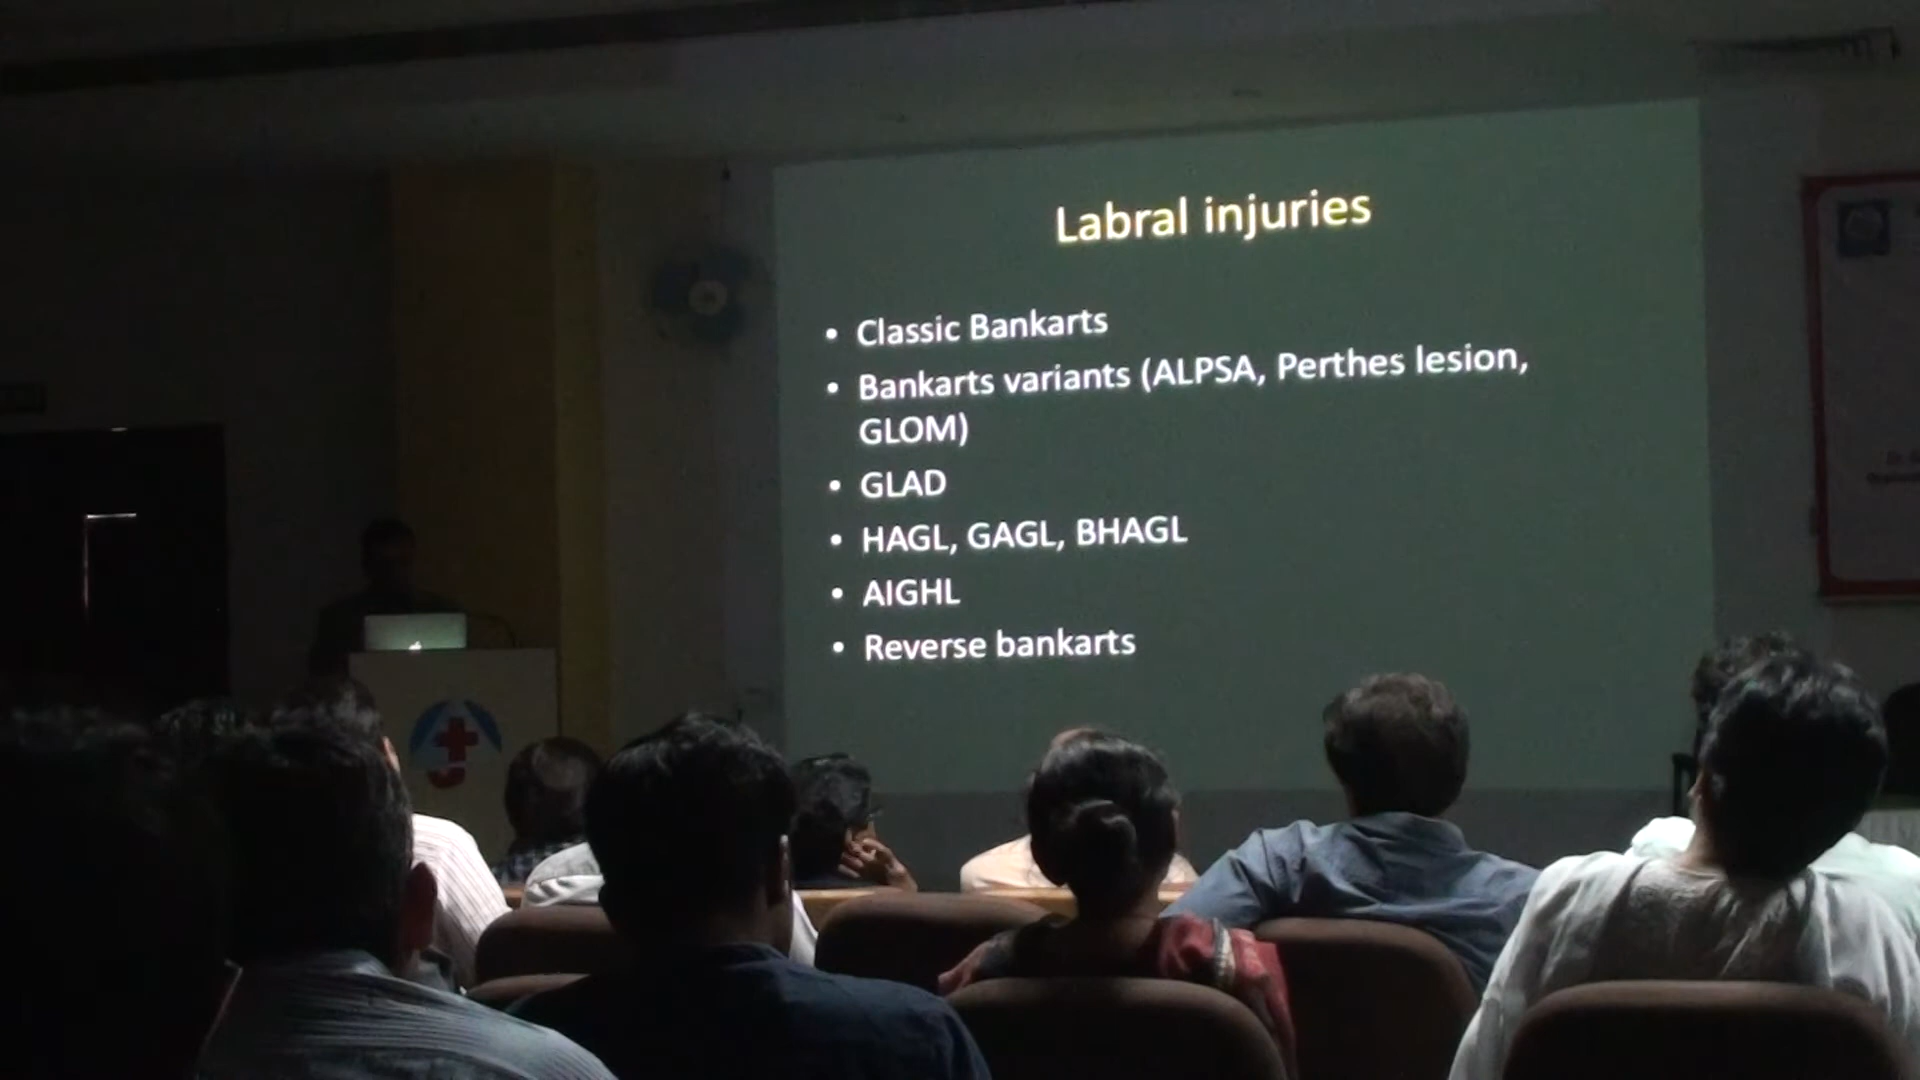 Labral injuries
• Classic Bankarts
• Bankarts variants (ALPSA, Perthes lesion,
GLOM)
• GLAD
• HAGL, GAGL, BHAGL
• AIGHL
• Reverse bankarts